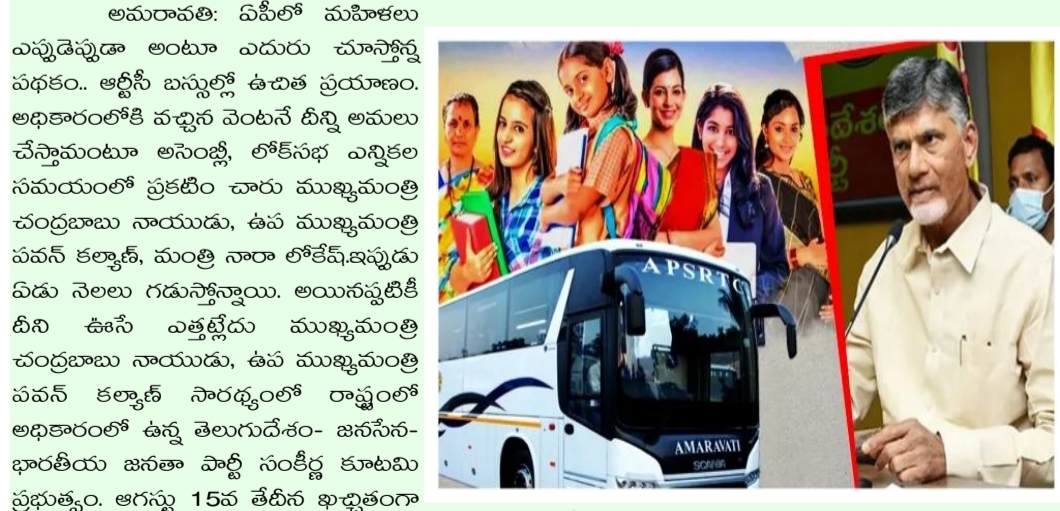 అమరావతి: ఏపీలో మహిళలు
ఎప్పుడెప్పుడా అంటూ ఎదురు చూస్తోన్న
పథకం.. ఆర్టీసీ బస్సుల్లో ఉచిత ప్రయాణం.
అధికారంలోకి వచ్చిన వెంటనే దీన్ని అమలు
చేస్తామంటూ అసెంబ్లీ, లోక్‌సభ ఎన్నికల
సమయంలో ప్రకటిం చారు ముఖ్యమంత్రి
చంద్రబాబు నాయుడు, ఉప ముఖ్యమంత్రి
పవన్ కల్యాణ్, మంత్రి నారా లోకేష్.ఇప్పుడు
ఏడు నెలలు గడుస్తోన్నాయి. అయినప్పటికీ
దీని ఊసే ఎత్తట్లేదు ముఖ్యమంత్రి
చంద్రబాబు నాయుడు, ఉప ముఖ్యమంత్రి
పవన్ కల్యాణ్ సారథ్యంలో రాష్ట్రంలో
అధికారంలో ఉన్న తెలుగుదేశం- జనసేన-
భారతీయ జనతా పార్టీ సంకీర్ణ కూటమి
ప్రభుత్వం. ఆగస్టు 15వ తేదీన ఖచ్చితంగా
APSRTC
AMARAVATI
SCANIA